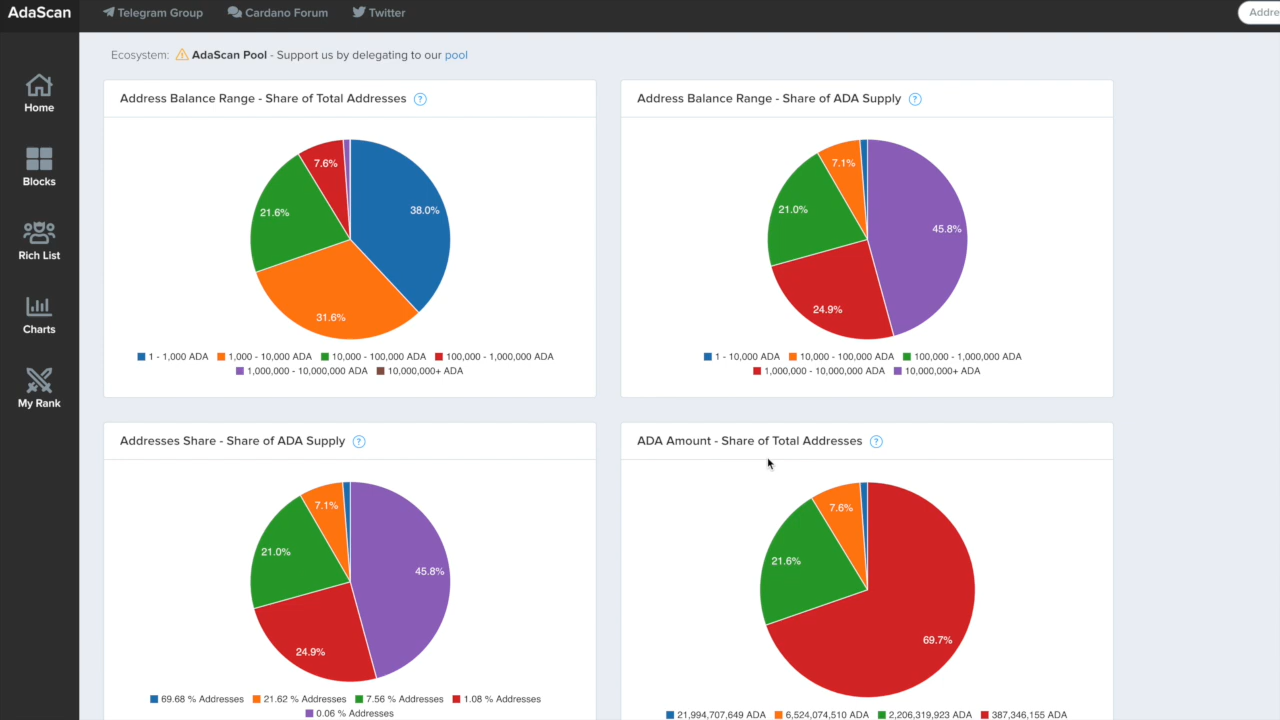 AdaScan
Telegram Group
Cardano Forum
Twitter
Addre
Ecosystem: AdaScan Pool - Support us by delegating to our pool
Home
Blocks
Rich List
Charts
My Rank
Address Balance Range - Share of Total Addresses ?
7.6%
38.0%
21.6%
31.6%
1 - 1,000 ADA 1,000 - 10,000 ADA 10,000 - 100,000 ADA 100,000 - 1,000,000 ADA
1,000,000 - 10,000,000 ADA 10,000,000+ ADA
Address Balance Range - Share of ADA Supply ?
7.1%
21.0%
45.8%
24.9%
1 - 10,000 ADA 10,000 - 100,000 ADA 100,000 - 1,000,000 ADA
1,000,000 - 10,000,000 ADA 10,000,000+ ADA
Addresses Share - Share of ADA Supply ?
7.1%
21.0%
45.8%
24.9%
69.68 % Addresses 21.62 % Addresses 7.56 % Addresses 1.08 % Addresses
0.06 % Addresses
ADA Amount - Share of Total Addresses ?
7.6%
21.6%
69.7%
21,994,707,649 ADA 6,524,074,510 ADA 2,206,319,923 ADA 387,346,155 ADA